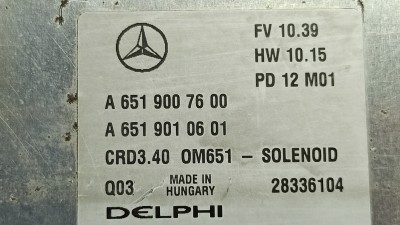 FV 10.39
HW 10.15
PD 12 M01
A 651 900 76 00
A 651 901 06 01
CRD3.40 OM651 - SOLENOID
Q03 MADE IN HUNGARY 28336104
DELPHI